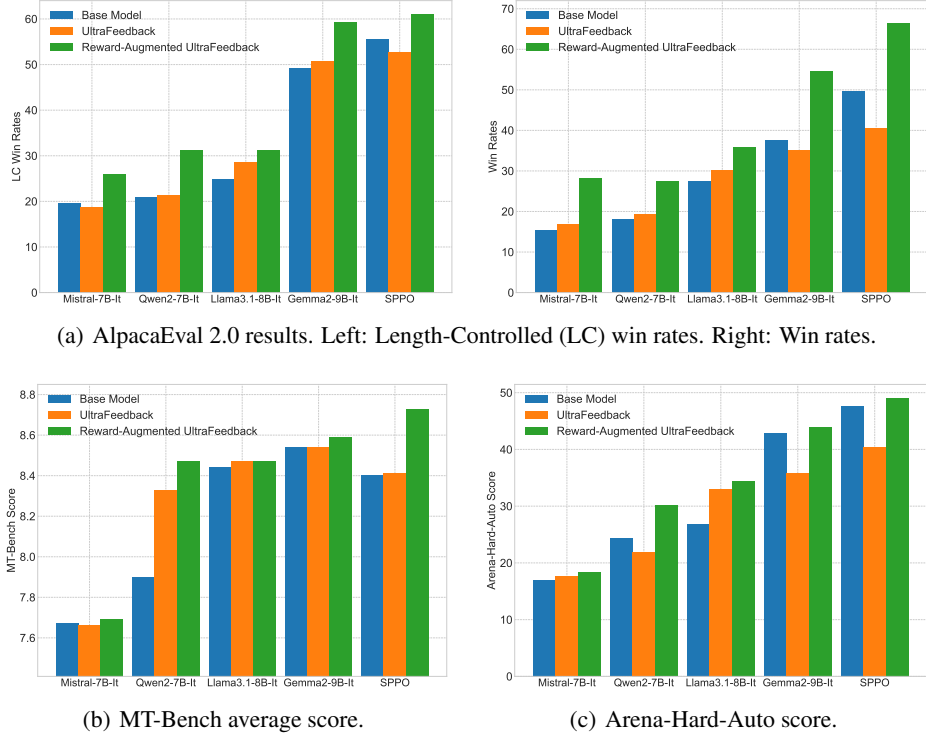 60
50
40
30
20
10
0
LC Win Rates
Base Model
UltraFeedback
Reward-Augmented UltraFeedback
Mistral-7B-It Qwen2-7B-It Llama3.1-8B-It Gemma2-9B-It SPPO
70
60
50
40
30
20
10
0
Win Rates
Base Model
UltraFeedback
Reward-Augmented UltraFeedback
Mistral-7B-It Qwen2-7B-It Llama3.1-8B-It Gemma2-9B-It SPPO
(a) AlpacaEval 2.0 results. Left: Length-Controlled (LC) win rates. Right: Win rates.
8.8
8.6
8.4
8.2
8.0
7.8
7.6
MT-Bench Score
Base Model
UltraFeedback
Reward-Augmented UltraFeedback
Mistral-7B-It Qwen2-7B-It Llama3.1-8B-It Gemma2-9B-It SPPO
(b) MT-Bench average score.
50
40
30
20
10
0
Arena-Hard-Auto Score
Base Model
UltraFeedback
Reward-Augmented UltraFeedback
Mistral-7B-It Qwen2-7B-It Llama3.1-8B-It Gemma2-9B-It SPPO
(c) Arena-Hard-Auto score.